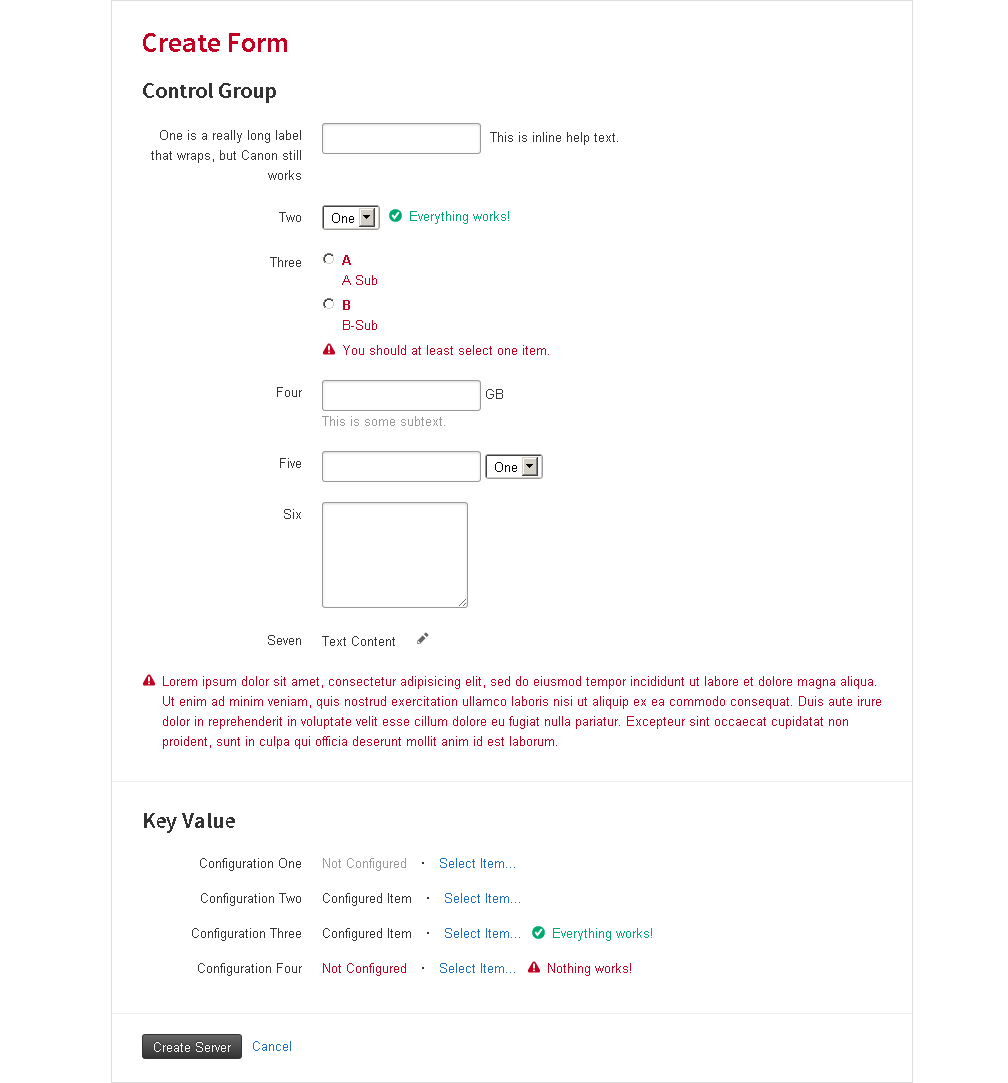 Create Form
Control Group
One is a really long label
that wraps, but Canon still
works
This is inline help text.
Two
One
Everything works!
Three
A
A Sub
B
B-Sub
You should at least select one item.
Four
GB
This is some subtext.
Five
One
Six
Seven
Text Content
Lorem ipsum dolor sit amet, consectetur adipisicing elit, sed do eiusmod tempor incididunt ut labore et dolore magna aliqua.
Ut enim ad minim veniam, quis nostrud exercitation ullamco laboris nisi ut aliquip ex ea commodo consequat. Duis aute irure
dolor in reprehenderit in voluptate velit esse cillum dolore eu fugiat nulla pariatur. Excepteur sint occaecat cupidatat non
proident, sunt in culpa qui officia deserunt mollit anim id est laborum.
Key Value
Configuration One Not Configured · Select Item...
Configuration Two Configured Item · Select Item...
Configuration Three Configured Item · Select Item... Everything works!
Configuration Four Not Configured · Select Item... Nothing works!
Create Server Cancel